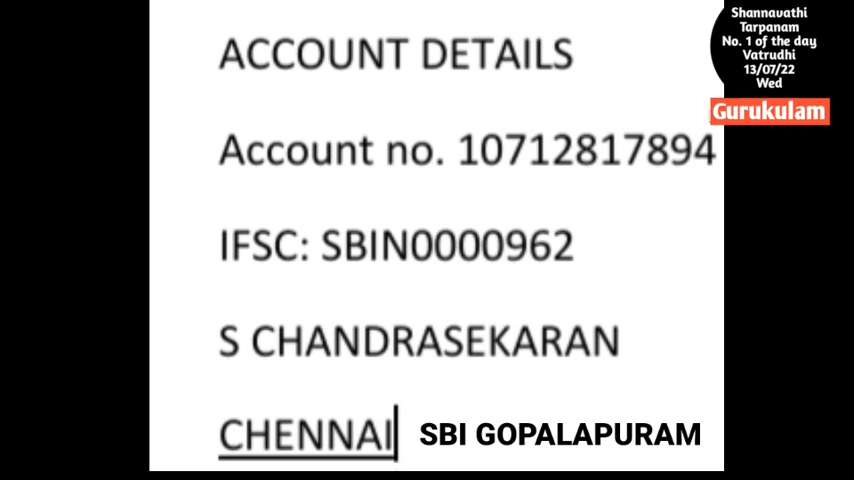 Shannavathi
Tarpanam
No. 1 of the day
Vatrudhi
13/07/22
Wed
Gurukulam
ACCOUNT DETAILS
Account no. 10712817894
IFSC: SBIN0000962
S CHANDRASEKARAN
CHENNAI SBI GOPALAPURAM